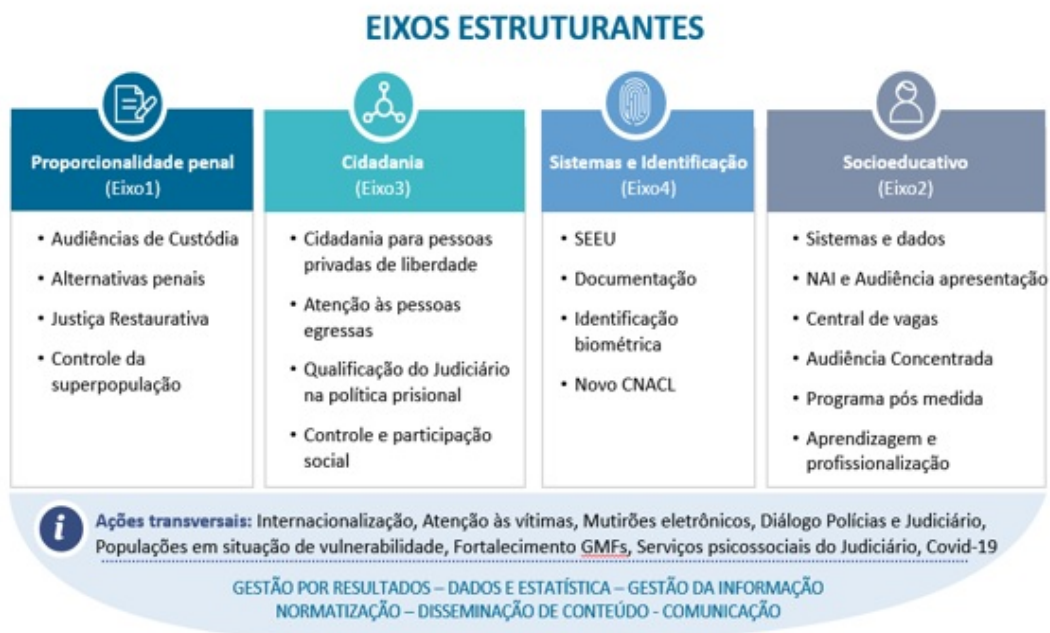 EIXOS ESTRUTURANTES
Proporcionalidade penal
(Eixo1)
• Audiências de Custódia
• Alternativas penais
• Justiça Restaurativa
• Controle da
superpopulação
Cidadania
(Eixo3)
• Cidadania para pessoas
privadas de liberdade
• Atenção às pessoas
egressas
• Qualificação do Judiciário
na política prisional
• Controle e participação
social
Sistemas e Identificação
(Eixo4)
• SEEU
• Documentação
• Identificação
biométrica
• Novo CNACL
Socioeducativo
(Eixo2)
• Sistemas e dados
• NAI e Audiência apresentação
• Central de vagas
• Audiência Concentrada
• Programa pós medida
• Aprendizagem e
profissionalização
i
Ações transversais: Internacionalização, Atenção às vítimas, Mutirões eletrônicos, Diálogo Polícias e Judiciário,
Populações em situação de vulnerabilidade, Fortalecimento GMFs, Serviços psicossociais do Judiciário, Covid-19
GESTÃO POR RESULTADOS – DADOS E ESTATÍSTICA – GESTÃO DA INFORMAÇÃO
NORMATIZAÇÃO – DISSEMINAÇÃO DE CONTEÚDO - COMUNICAÇÃO